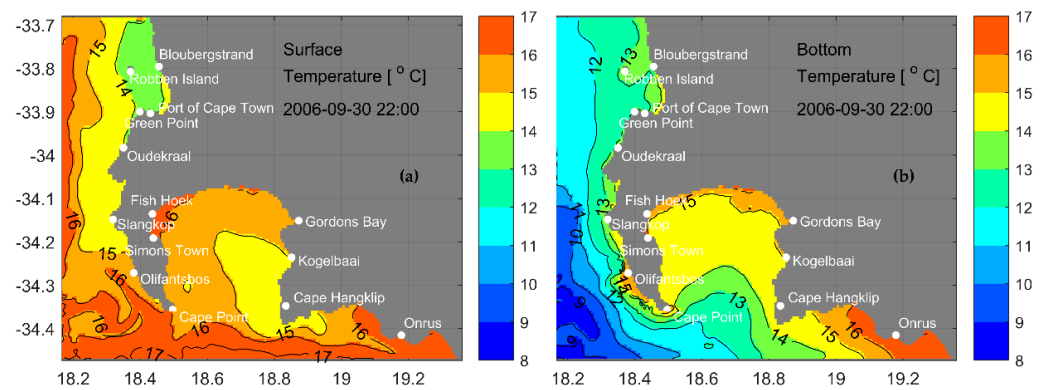 -33.7
-33.8
-33.9
-34
-34.1
-34.2
-34.3
-34.4
18.2
18.4
18.6
18.8
19
19.2
15
14
16
15
16
16
16
15
16
17
6
Surface
Temperature [ ° C]
2006-09-30 22:00
(a)
Bloubergstrand
Robben Island
Port of Cape Town
Green Point
Oudekraal
Fish Hoek
Slangkop
Simons Town
Olifantsbos
Cape Point
Gordons Bay
Kogelbaai
Cape Hangklip
Onrus
17
16
15
14
13
12
11
10
9
8
18.2
18.4
18.6
18.8
19
19.2
12
13
15
13
11
10
9
9
12
15
13
14
15
16
Bottom
Temperature [ ° C]
2006-09-30 22:00
(b)
Bloubergstrand
Robben Island
Port of Cape Town
Green Point
Oudekraal
Fish Hoek
Slangkop
Simons Town
Olifantsbos
Cape Point
Gordons Bay
Kogelbaai
Cape Hangklip
Onrus
17
16
15
14
13
12
11
10
9
8